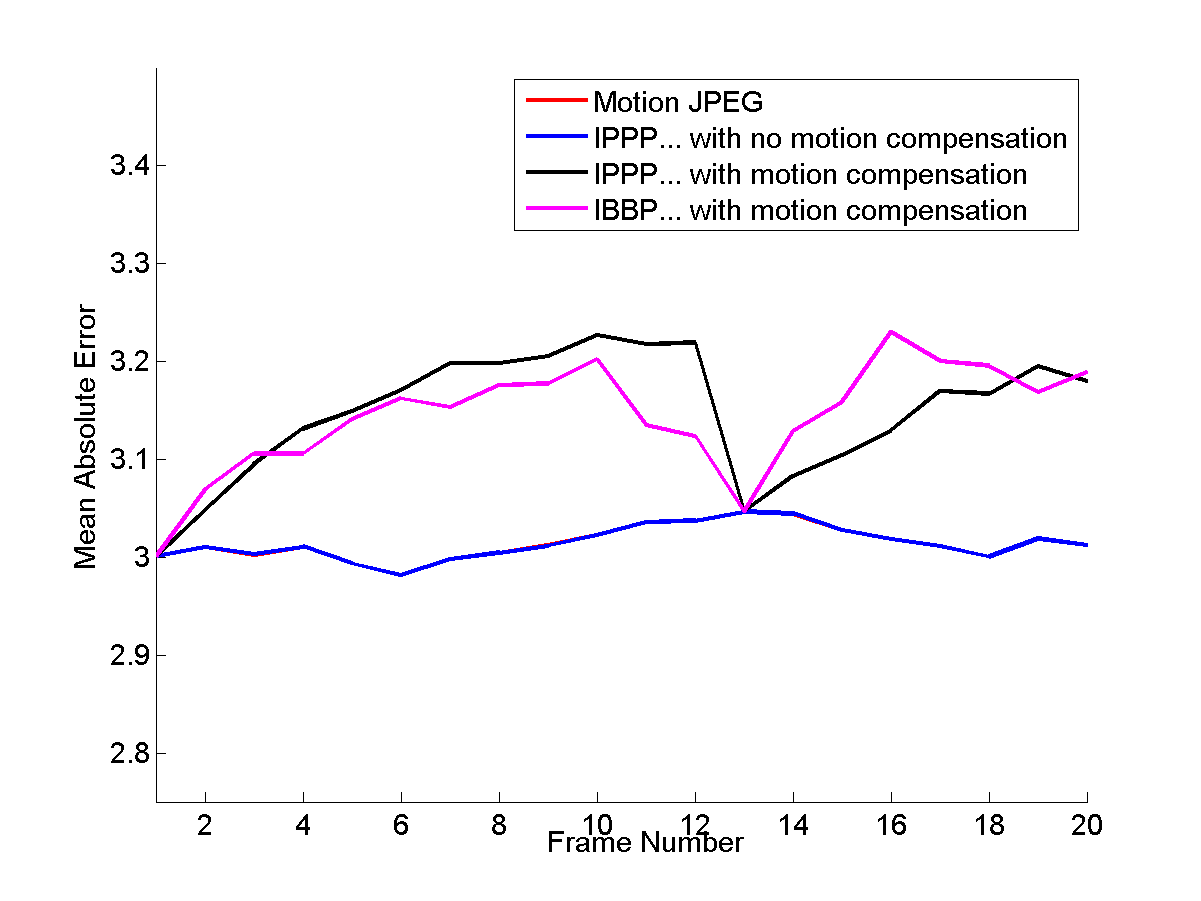 Motion JPEG
IPPP... with no motion compensation
IPPP... with motion compensation
IBBP... with motion compensation
3.4
3.3
3.2
3.1
3
2.9
2.8
Mean Absolute Error
2 4 6 8 10 12 14 16 18 20
Frame Number